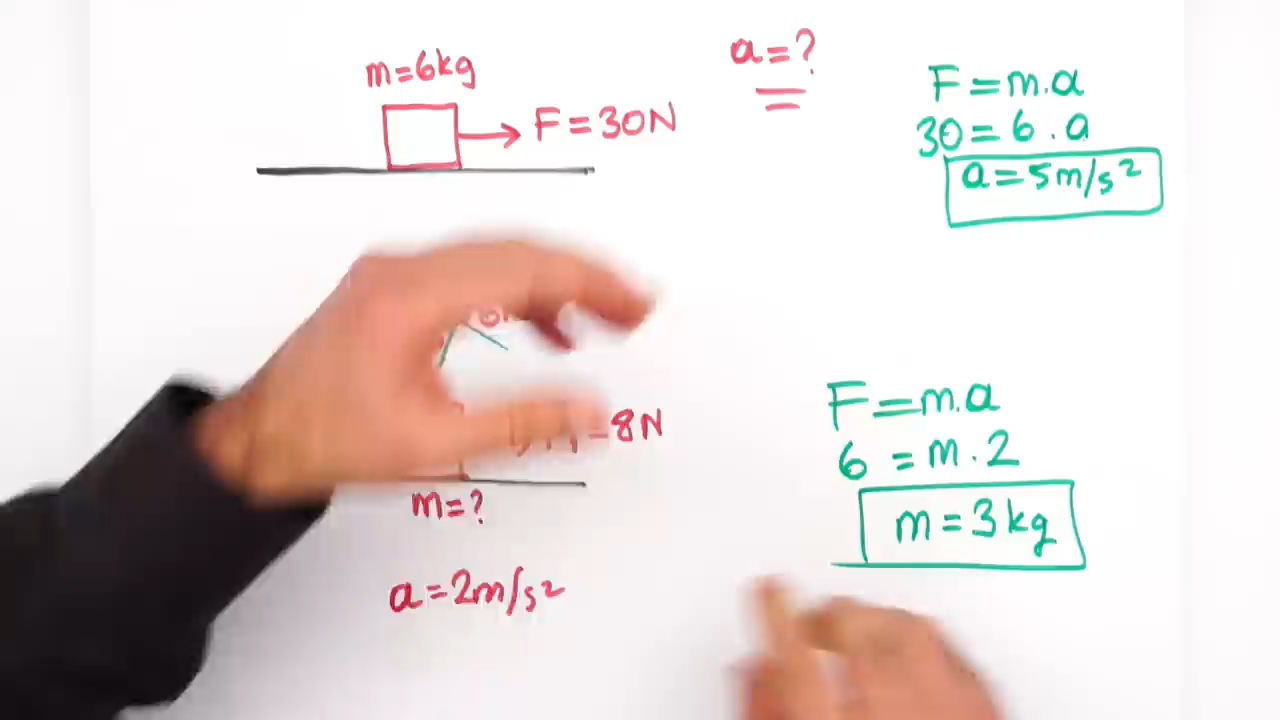 m=6kg
F=30N
a=?
F=m.a
30=6.a
a=5m/s²
=8N
m=?
a=2m/s²
F=m.a
6=m.2
m=3kg